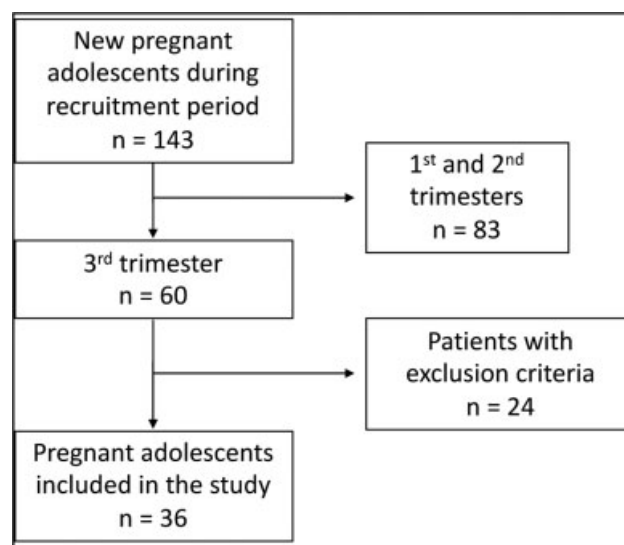 New pregnant
adolescents during
recruitment period
n = 143
1st and 2nd
trimesters
n = 83
3rd trimester
n = 60
Patients with
exclusion criteria
n = 24
Pregnant adolescents
included in the study
n = 36